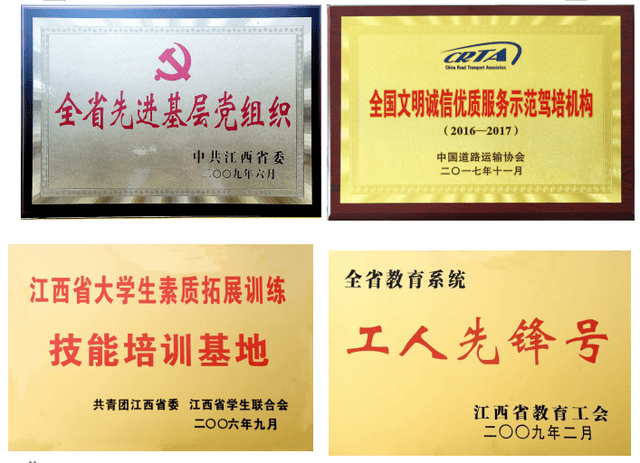 全省先进基层党组织
中共江西省委
二〇〇九年六月
CRTA
China Road Transport Association
全国文明诚信优质服务示范驾培机构
(2016—2017)
中国道路运输协会
二〇一七年十一月
江西省大学生素质拓展训练
技能培训基地
共青团江西省委 江西省学生联合会
二〇〇六年九月
全省教育系统
工人先锋号
江西省教育工会
二〇〇九年二月